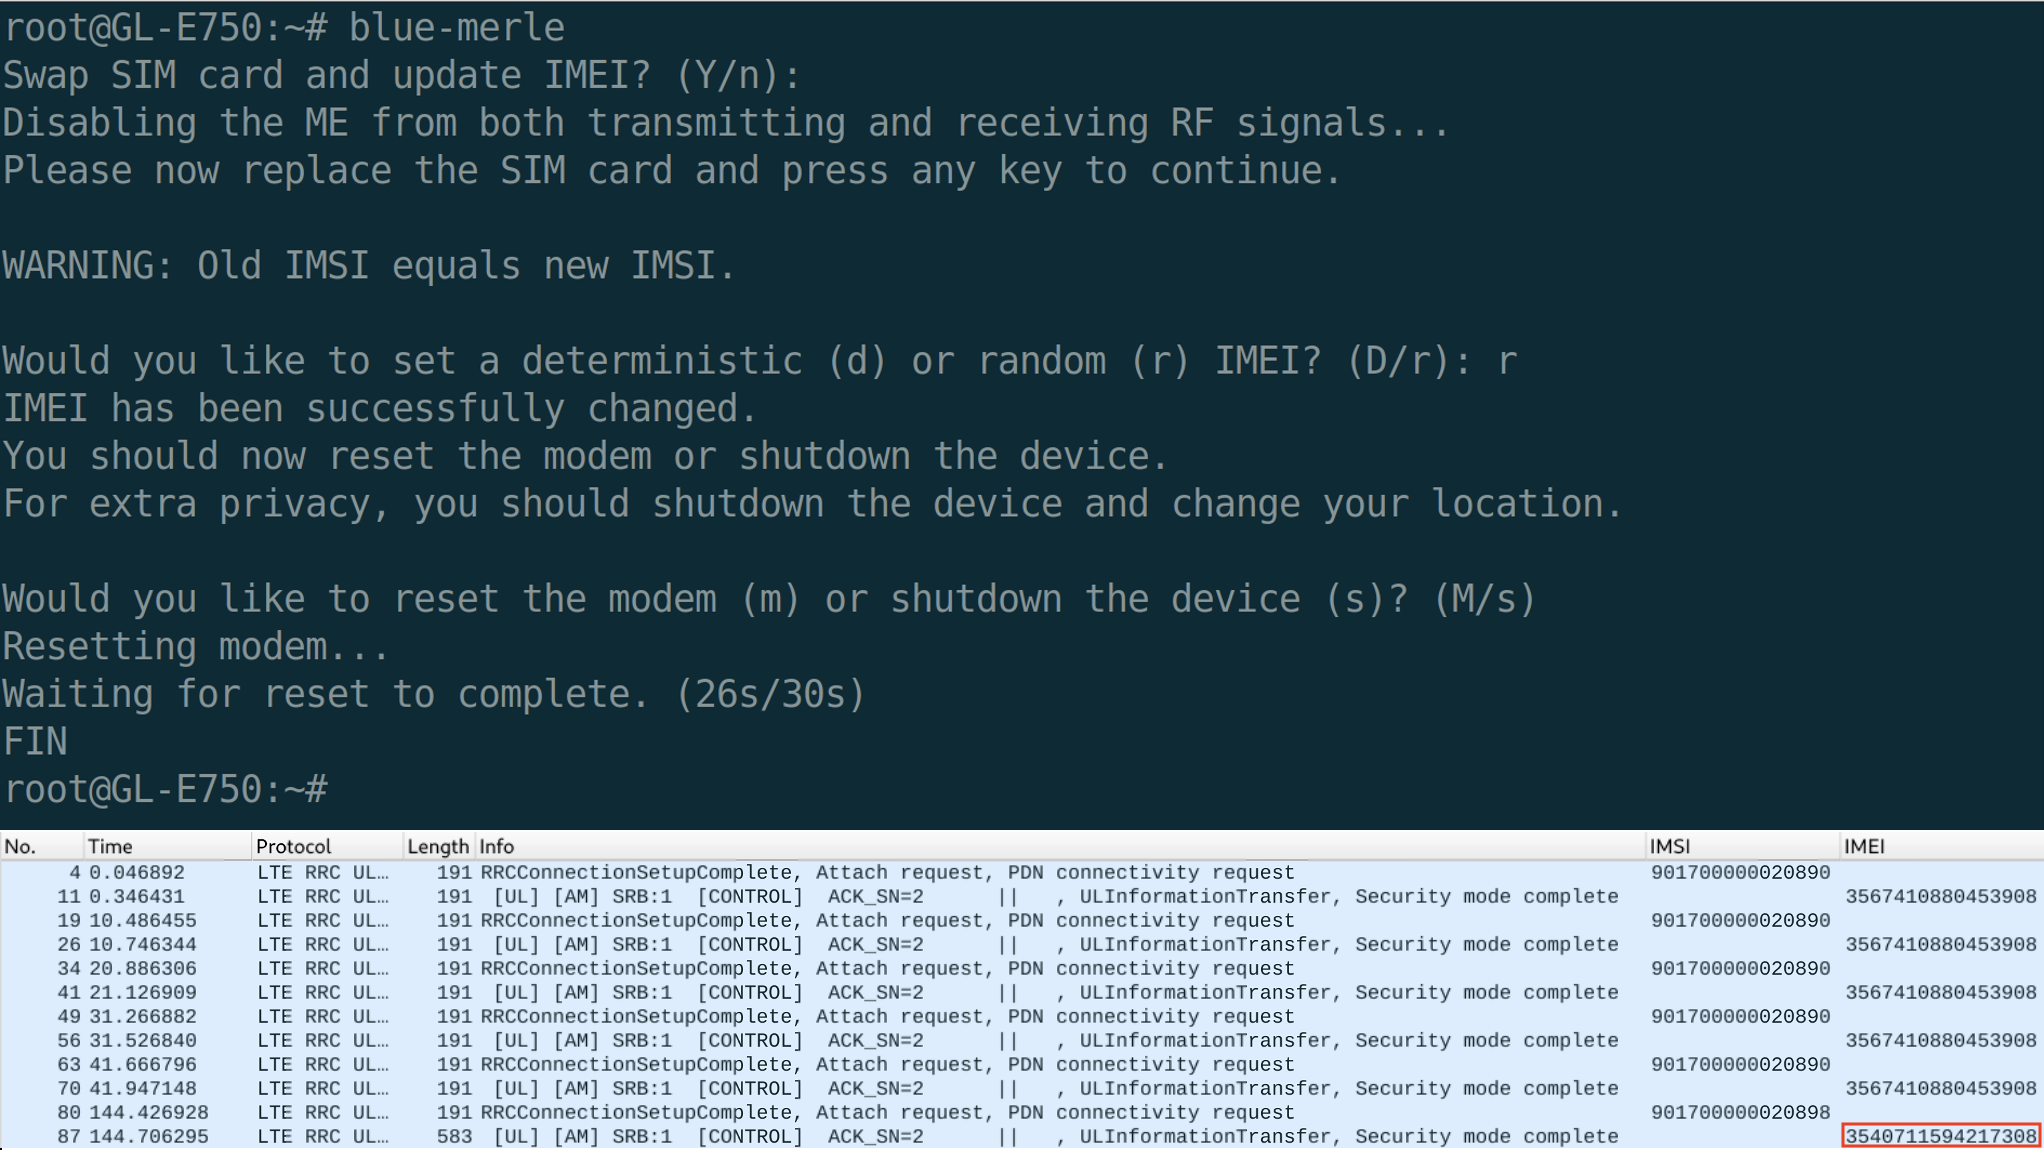 root@GL-E750:~# blue-merle
Swap SIM card and update IMEI? (Y/n):
Disabling the ME from both transmitting and receiving RF signals...
Please now replace the SIM card and press any key to continue.
WARNING: Old IMSI equals new IMSI.
Would you like to set a deterministic (d) or random (r) IMEI? (D/r): r
IMEI has been successfully changed.
You should now reset the modem or shutdown the device.
For extra privacy, you should shutdown the device and change your location.
Would you like to reset the modem (m) or shutdown the device (s)? (M/s)
Resetting modem...
Waiting for reset to complete. (26s/30s)
FIN
root@GL-E750:~#
No. Time Protocol Length Info IMSI IMEI
4 0.046892 LTE RRC UL… 191 RRCConnectionSetupComplete, Attach request, PDN connectivity request 901700000020890
11 0.346431 LTE RRC UL… 191 [UL] [AM] SRB:1 [CONTROL] ACK_SN=2 || , ULInformationTransfer, Security mode complete 3567410880453908
19 10.486455 LTE RRC UL… 191 RRCConnectionSetupComplete, Attach request, PDN connectivity request 901700000020890
26 10.746344 LTE RRC UL… 191 [UL] [AM] SRB:1 [CONTROL] ACK_SN=2 || , ULInformationTransfer, Security mode complete 3567410880453908
34 20.886306 LTE RRC UL… 191 RRCConnectionSetupComplete, Attach request, PDN connectivity request 901700000020890
41 21.126909 LTE RRC UL… 191 [UL] [AM] SRB:1 [CONTROL] ACK_SN=2 || , ULInformationTransfer, Security mode complete 3567410880453908
49 31.266882 LTE RRC UL… 191 RRCConnectionSetupComplete, Attach request, PDN connectivity request 901700000020890
56 31.526840 LTE RRC UL… 191 [UL] [AM] SRB:1 [CONTROL] ACK_SN=2 || , ULInformationTransfer, Security mode complete 3567410880453908
63 41.666796 LTE RRC UL… 191 RRCConnectionSetupComplete, Attach request, PDN connectivity request 901700000020890
70 41.947148 LTE RRC UL… 191 [UL] [AM] SRB:1 [CONTROL] ACK_SN=2 || , ULInformationTransfer, Security mode complete 3567410880453908
80 144.426928 LTE RRC UL… 191 RRCConnectionSetupComplete, Attach request, PDN connectivity request 901700000020898
87 144.706295 LTE RRC UL… 583 [UL] [AM] SRB:1 [CONTROL] ACK_SN=2 || , ULInformationTransfer, Security mode complete 3540711594217308